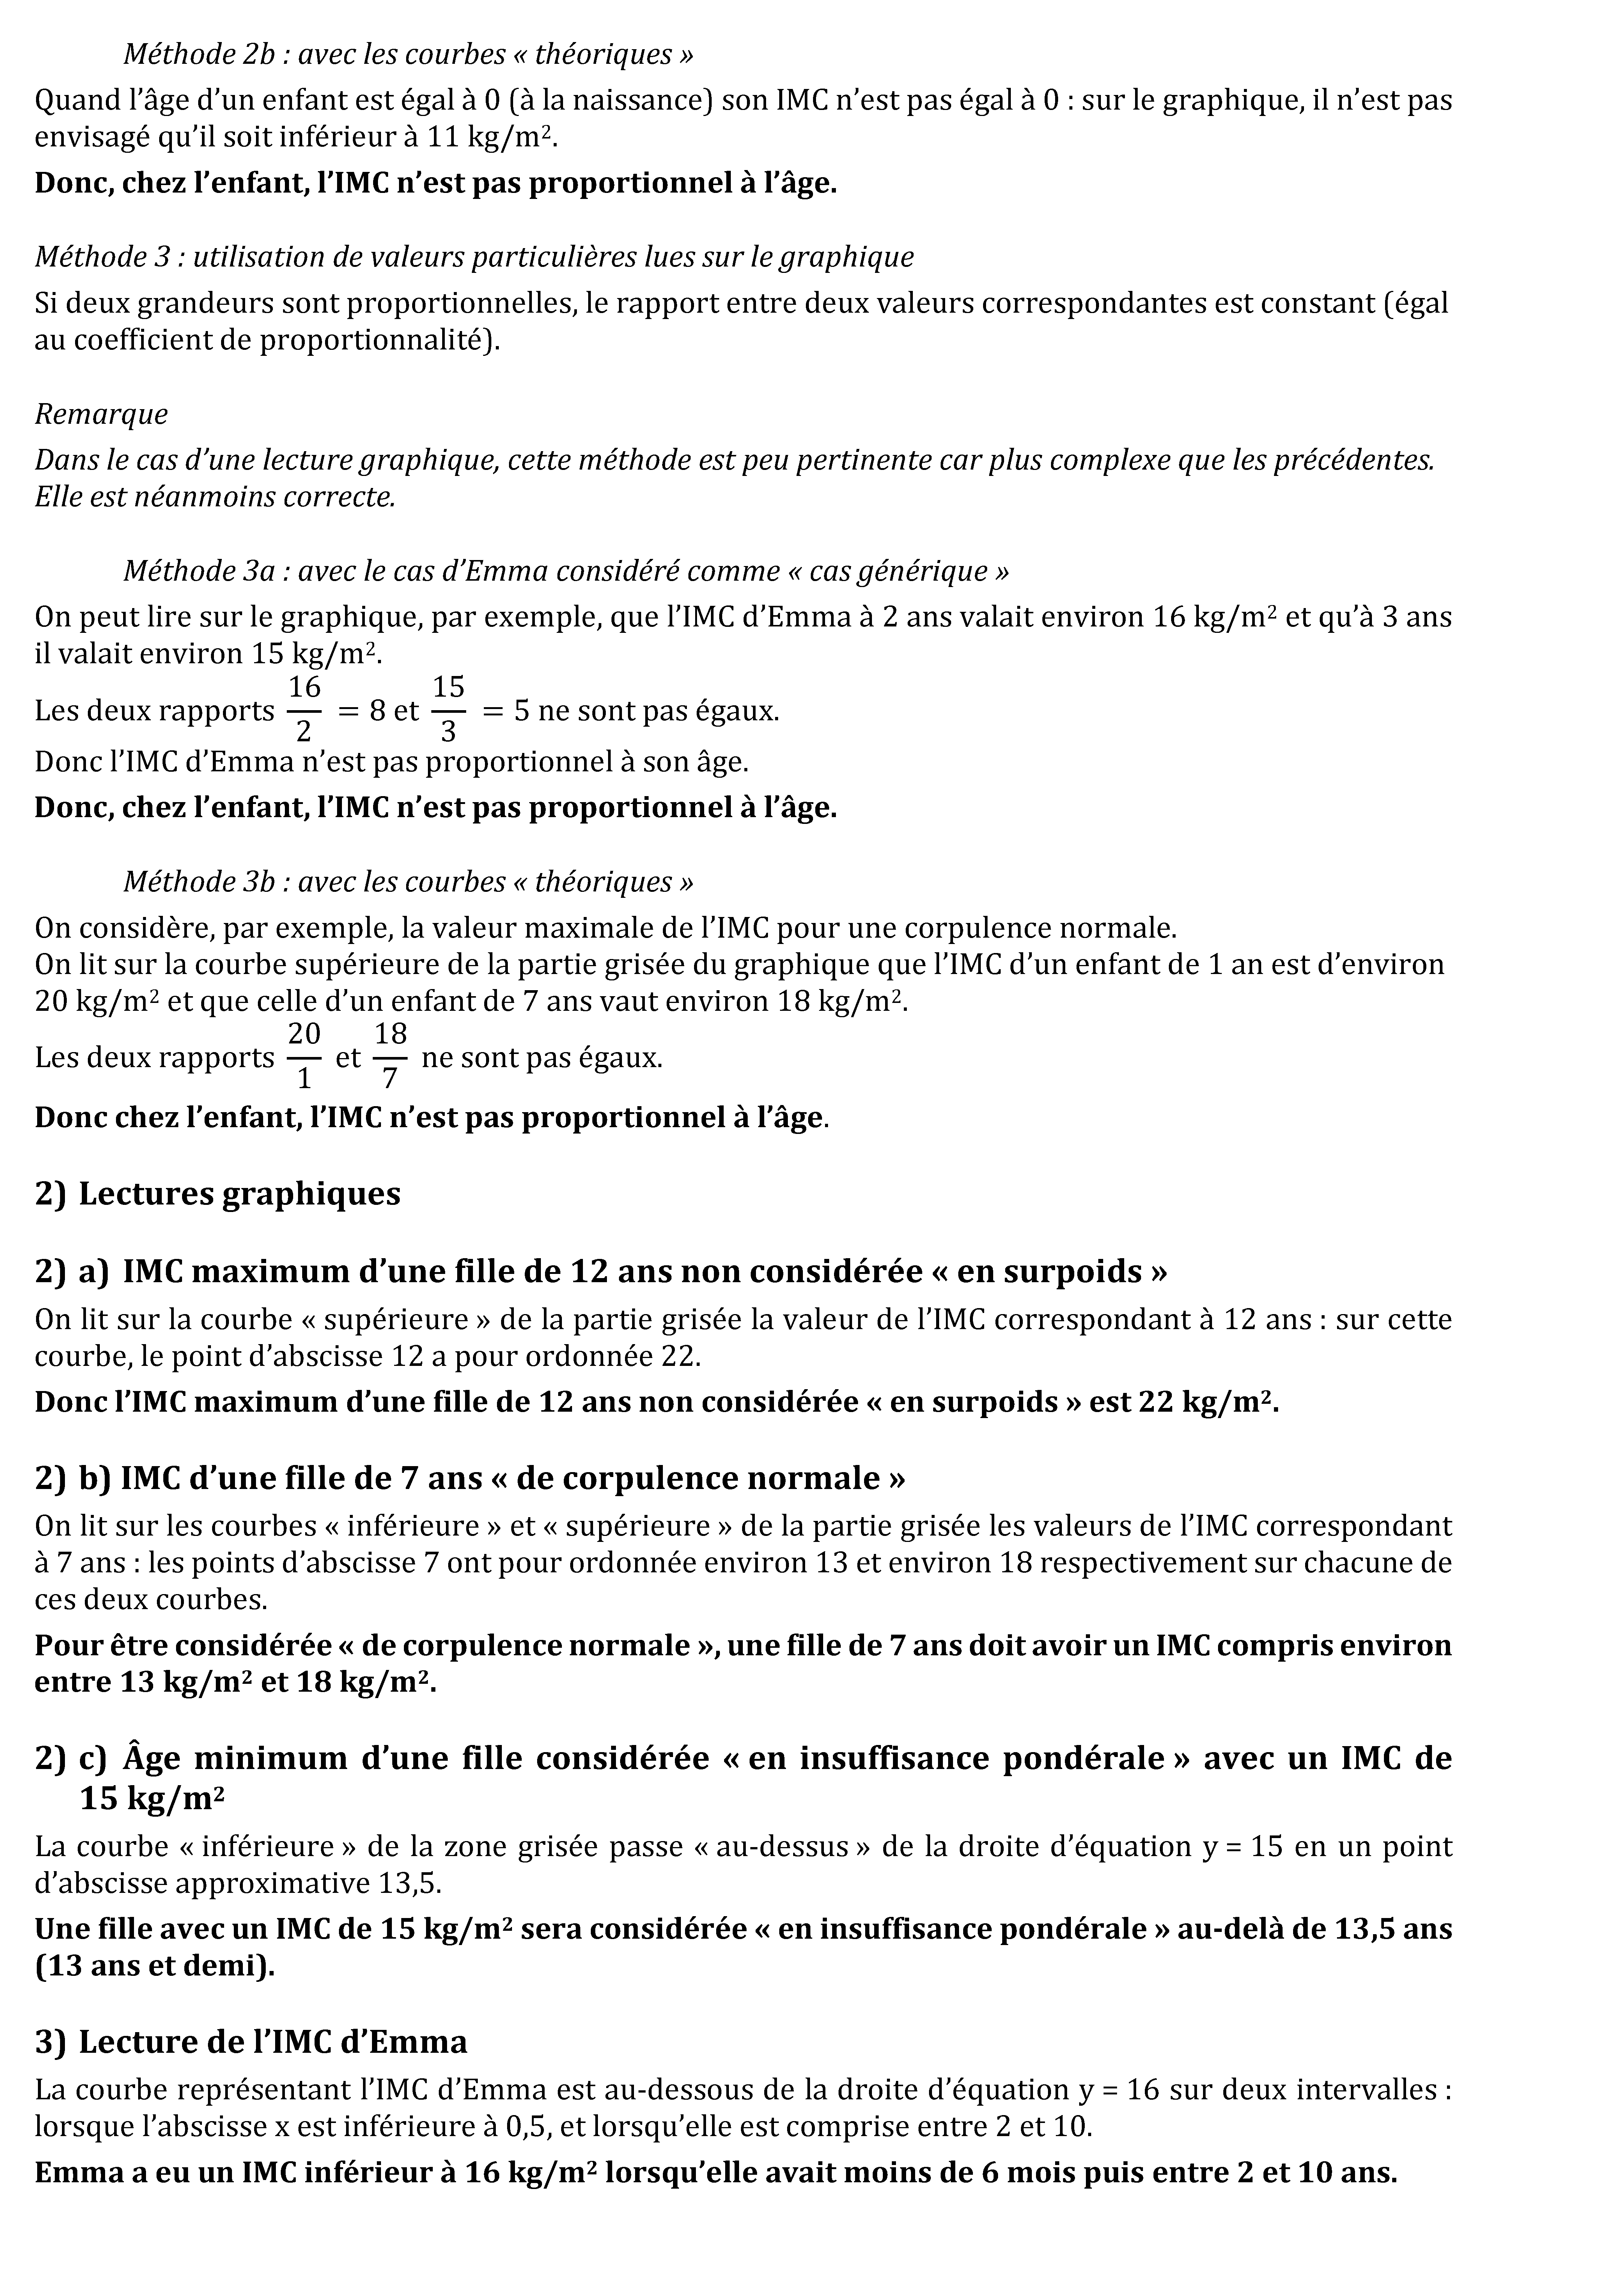 Méthode 2b : avec les courbes « théoriques »
Quand l’âge d’un enfant est égal à 0 (à la naissance) son IMC n’est pas égal à 0 : sur le graphique, il n’est pas
envisagé qu’il soit inférieur à 11 kg/m².
Donc, chez l’enfant, l’IMC n’est pas proportionnel à l’âge.
Méthode 3 : utilisation de valeurs particulières lues sur le graphique
Si deux grandeurs sont proportionnelles, le rapport entre deux valeurs correspondantes est constant (égal
au coefficient de proportionnalité).
Remarque
Dans le cas d’une lecture graphique, cette méthode est peu pertinente car plus complexe que les précédentes.
Elle est néanmoins correcte.
Méthode 3a : avec le cas d’Emma considéré comme « cas générique »
On peut lire sur le graphique, par exemple, que l’IMC d’Emma à 2 ans valait environ 16 kg/m² et qu’à 3 ans
il valait environ 15 kg/m².
Les deux rapports 16/2 = 8 et 15/3 = 5 ne sont pas égaux.
Donc l’IMC d’Emma n’est pas proportionnel à son âge.
Donc, chez l’enfant, l’IMC n’est pas proportionnel à l’âge.
Méthode 3b : avec les courbes « théoriques »
On considère, par exemple, la valeur maximale de l’IMC pour une corpulence normale.
On lit sur la courbe supérieure de la partie grisée du graphique que l’IMC d’un enfant de 1 an est d’environ
20 kg/m² et que celle d’un enfant de 7 ans vaut environ 18 kg/m².
Les deux rapports 20/1 et 18/7 ne sont pas égaux.
Donc chez l’enfant, l’IMC n’est pas proportionnel à l’âge.
2) Lectures graphiques
2) a) IMC maximum d’une fille de 12 ans non considérée « en surpoids »
On lit sur la courbe « supérieure » de la partie grisée la valeur de l’IMC correspondant à 12 ans : sur cette
courbe, le point d’abscisse 12 a pour ordonnée 22.
Donc l’IMC maximum d’une fille de 12 ans non considérée « en surpoids » est 22 kg/m².
2) b) IMC d’une fille de 7 ans « de corpulence normale »
On lit sur les courbes « inférieure » et « supérieure » de la partie grisée les valeurs de l’IMC correspondant
à 7 ans : les points d’abscisse 7 ont pour ordonnée environ 13 et environ 18 respectivement sur chacune de
ces deux courbes.
Pour être considérée « de corpulence normale », une fille de 7 ans doit avoir un IMC compris environ
entre 13 kg/m² et 18 kg/m².
2) c) Âge minimum d’une fille considérée « en insuffisance pondérale » avec un IMC de
15 kg/m²
La courbe « inférieure » de la zone grisée passe « au-dessus » de la droite d’équation y = 15 en un point
d’abscisse approximative 13,5.
Une fille avec un IMC de 15 kg/m² sera considérée « en insuffisance pondérale » au-delà de 13,5 ans
(13 ans et demi).
3) Lecture de l’IMC d’Emma
La courbe représentant l’IMC d’Emma est au-dessous de la droite d’équation y = 16 sur deux intervalles :
lorsque l’abscisse x est inférieure à 0,5, et lorsqu’elle est comprise entre 2 et 10.
Emma a eu un IMC inférieur à 16 kg/m² lorsqu’elle avait moins de 6 mois puis entre 2 et 10 ans.